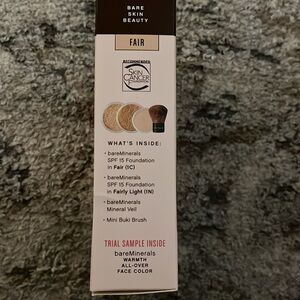 BARE
SKIN
BEAUTY
FAIR
RECOMMENDED
SKIN
CANCER
WHAT'S INSIDE:
• bareMinerals
SPF 15 Foundation
in Fair (1C)
• bareMinerals
SPF 15 Foundation
in Fairly Light (1N)
• bareMinerals
Mineral Veil
• Mini Buki Brush
TRIAL SAMPLE INSIDE
bareMinerals
WARMTH
ALL-OVER
FACE COLOR